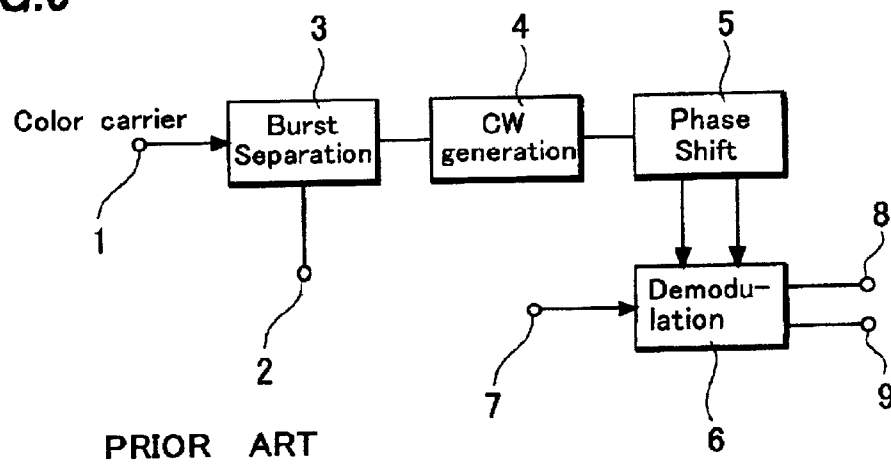 3
4
5
Color carrier
Burst
Separation
CW
generation
Phase
Shift
1
2
7
Demodu-
lation
8
9
6
PRIOR ART